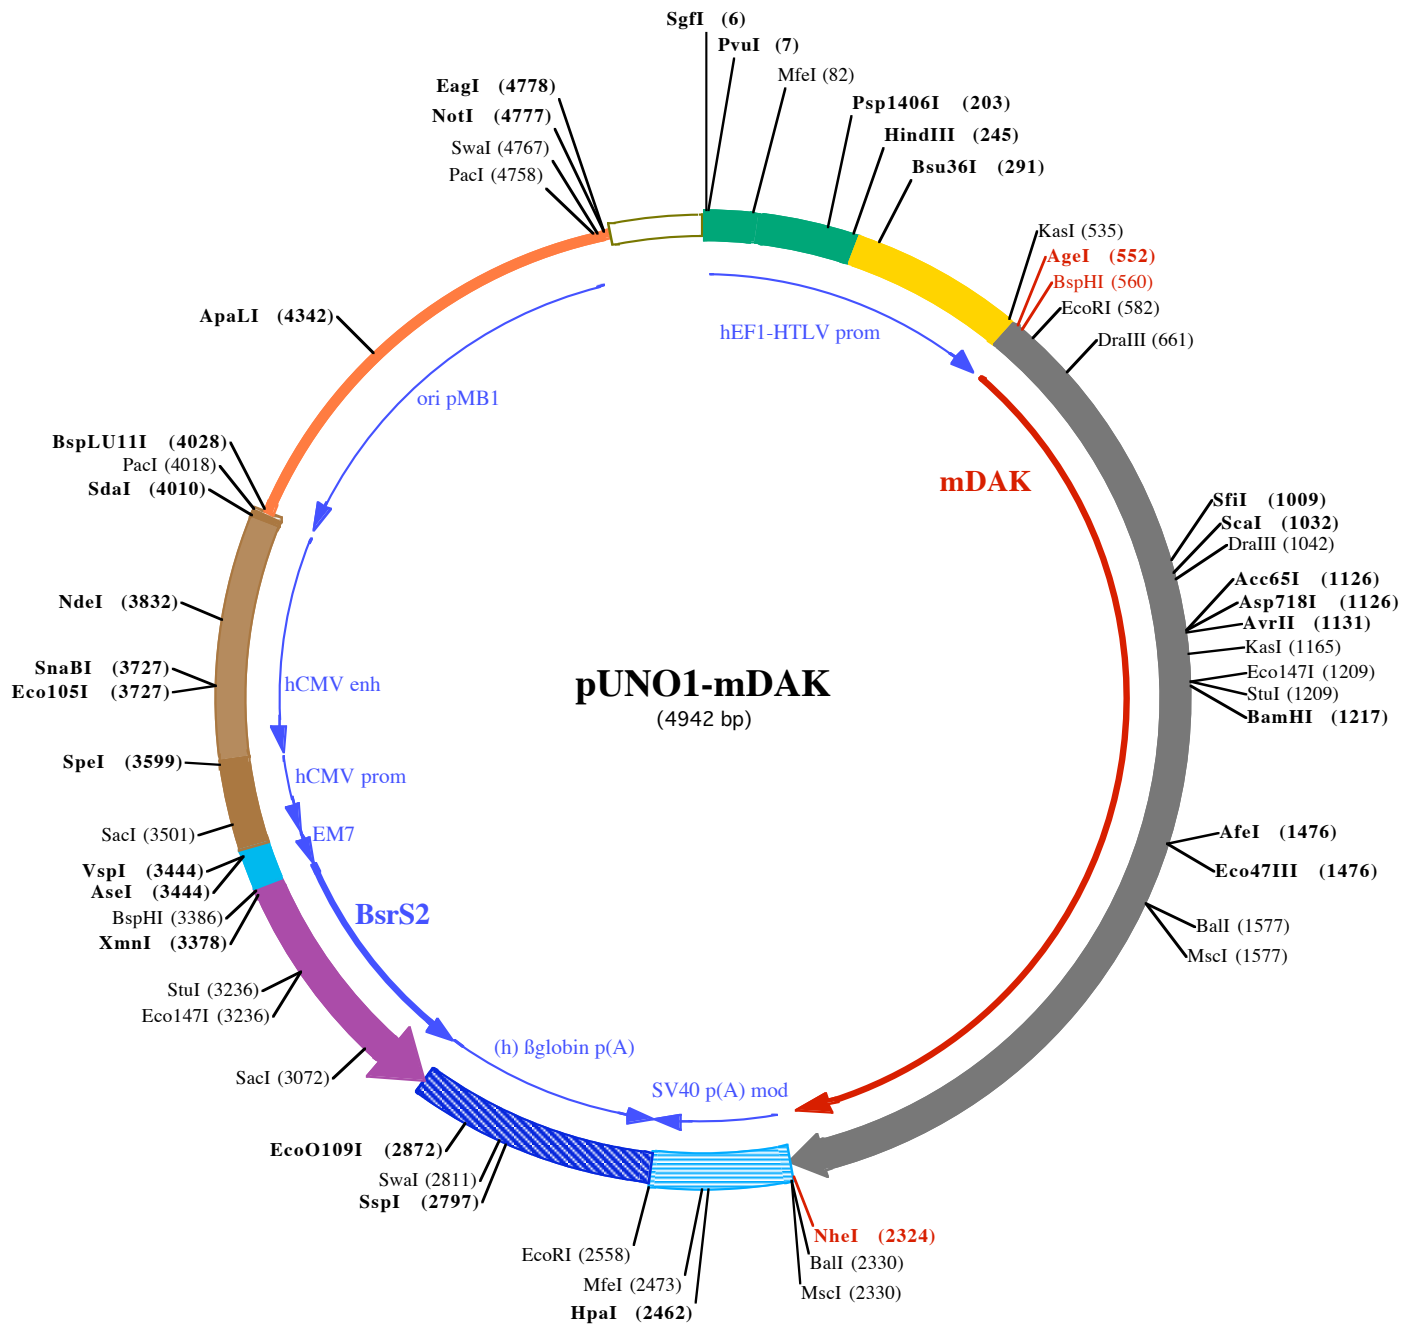 SgfI (6)
PvuI (7)
MfeI (82)
Psp1406I (203)
HindIII (245)
Bsu36I (291)
KasI (535)
AgeI (552)
BspHI (560)
EcoRI (582)
DraIII (661)
SfiI (1009)
ScaI (1032)
DraIII (1042)
Acc65I (1126)
Asp718I (1126)
AvrII (1131)
KasI (1165)
Eco147I (1209)
StuI (1209)
BamHI (1217)
AfeI (1476)
Eco47III (1476)
BalI (1577)
MscI (1577)
NheI (2324)
BalI (2330)
MscI (2330)
HpaI (2462)
MfeI (2473)
EcoRI (2558)
SspI (2797)
SwaI (2811)
EcoO109I (2872)
SacI (3072)
Eco147I (3236)
StuI (3236)
XmnI (3378)
BspHI (3386)
AseI (3444)
VspI (3444)
SacI (3501)
SpeI (3599)
Eco105I (3727)
SnaBI (3727)
NdeI (3832)
SdaI (4010)
PacI (4018)
BspLU11I (4028)
ApaLI (4342)
PacI (4758)
SwaI (4767)
NotI (4777)
EagI (4778)
hEF1-HTLV prom
mDAK
SV40 p(A) mod
(h) ßglobin p(A)
BsrS2
EM7
hCMV prom
hCMV enh
ori pMB1
pUNO1-mDAK
(4942 bp)